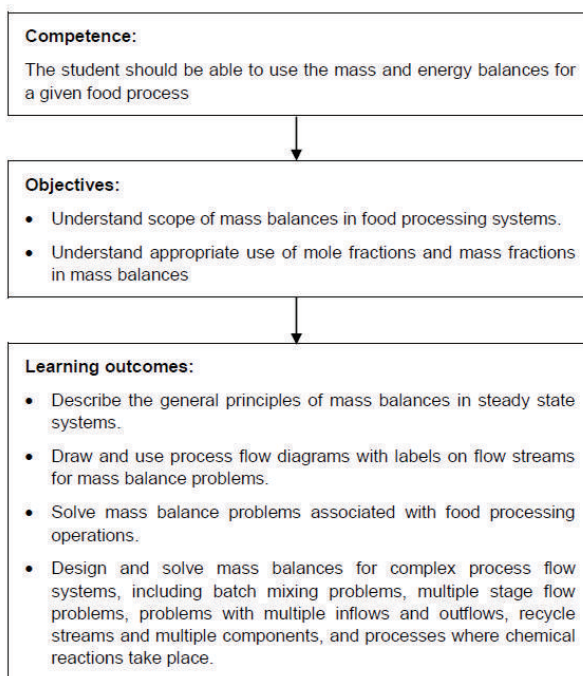 Competence:
The student should be able to use the mass and energy balances for
a given food process
Objectives:
• Understand scope of mass balances in food processing systems.
• Understand appropriate use of mole fractions and mass fractions
in mass balances
Learning outcomes:
• Describe the general principles of mass balances in steady state
systems.
• Draw and use process flow diagrams with labels on flow streams
for mass balance problems.
• Solve mass balance problems associated with food processing
operations.
• Design and solve mass balances for complex process flow
systems, including batch mixing problems, multiple stage flow
problems, problems with multiple inflows and outflows, recycle
streams and multiple components, and processes where chemical
reactions take place.